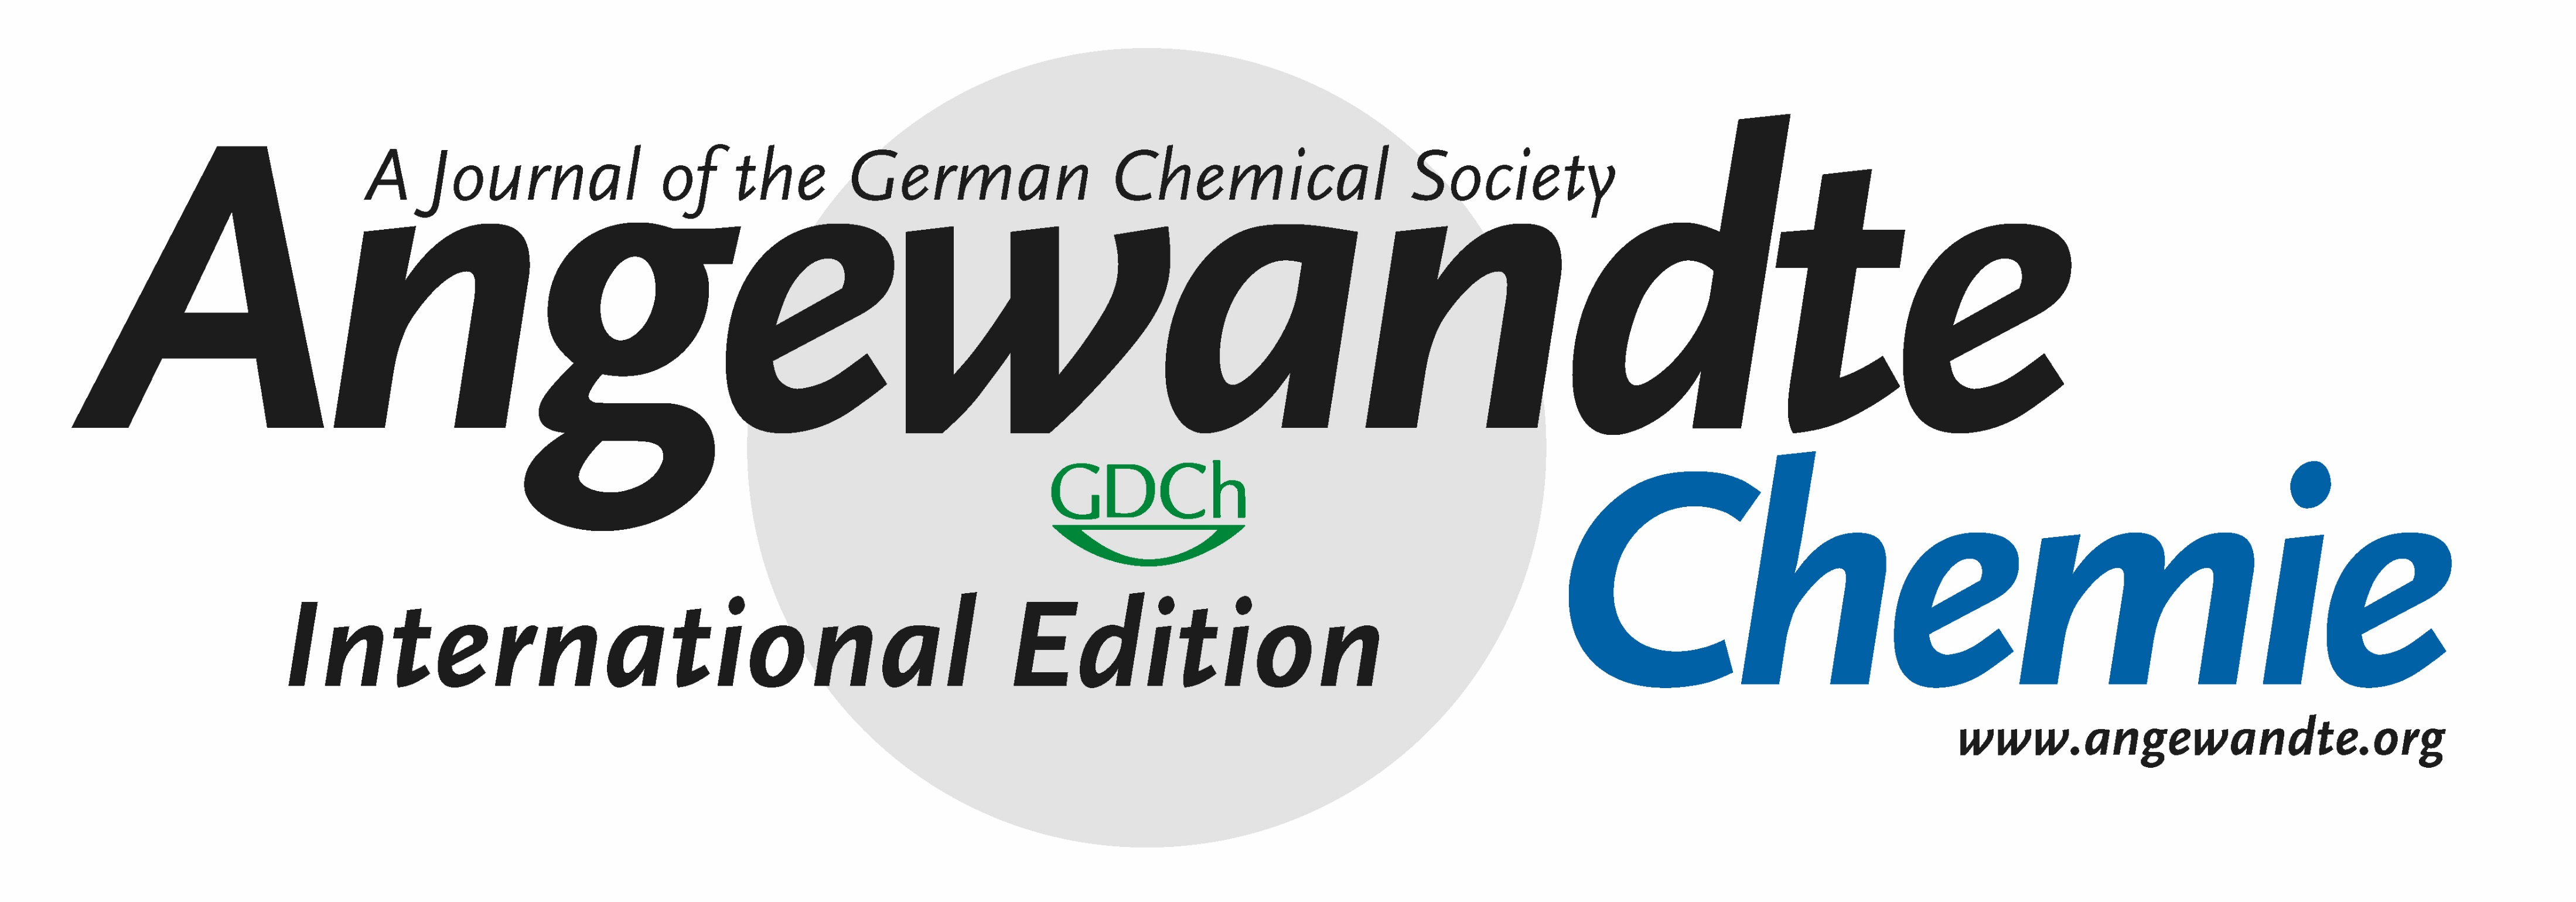 A Journal of the German Chemical Society
Angewandte
GDCh
Chemie
International Edition
www.angewandte.org